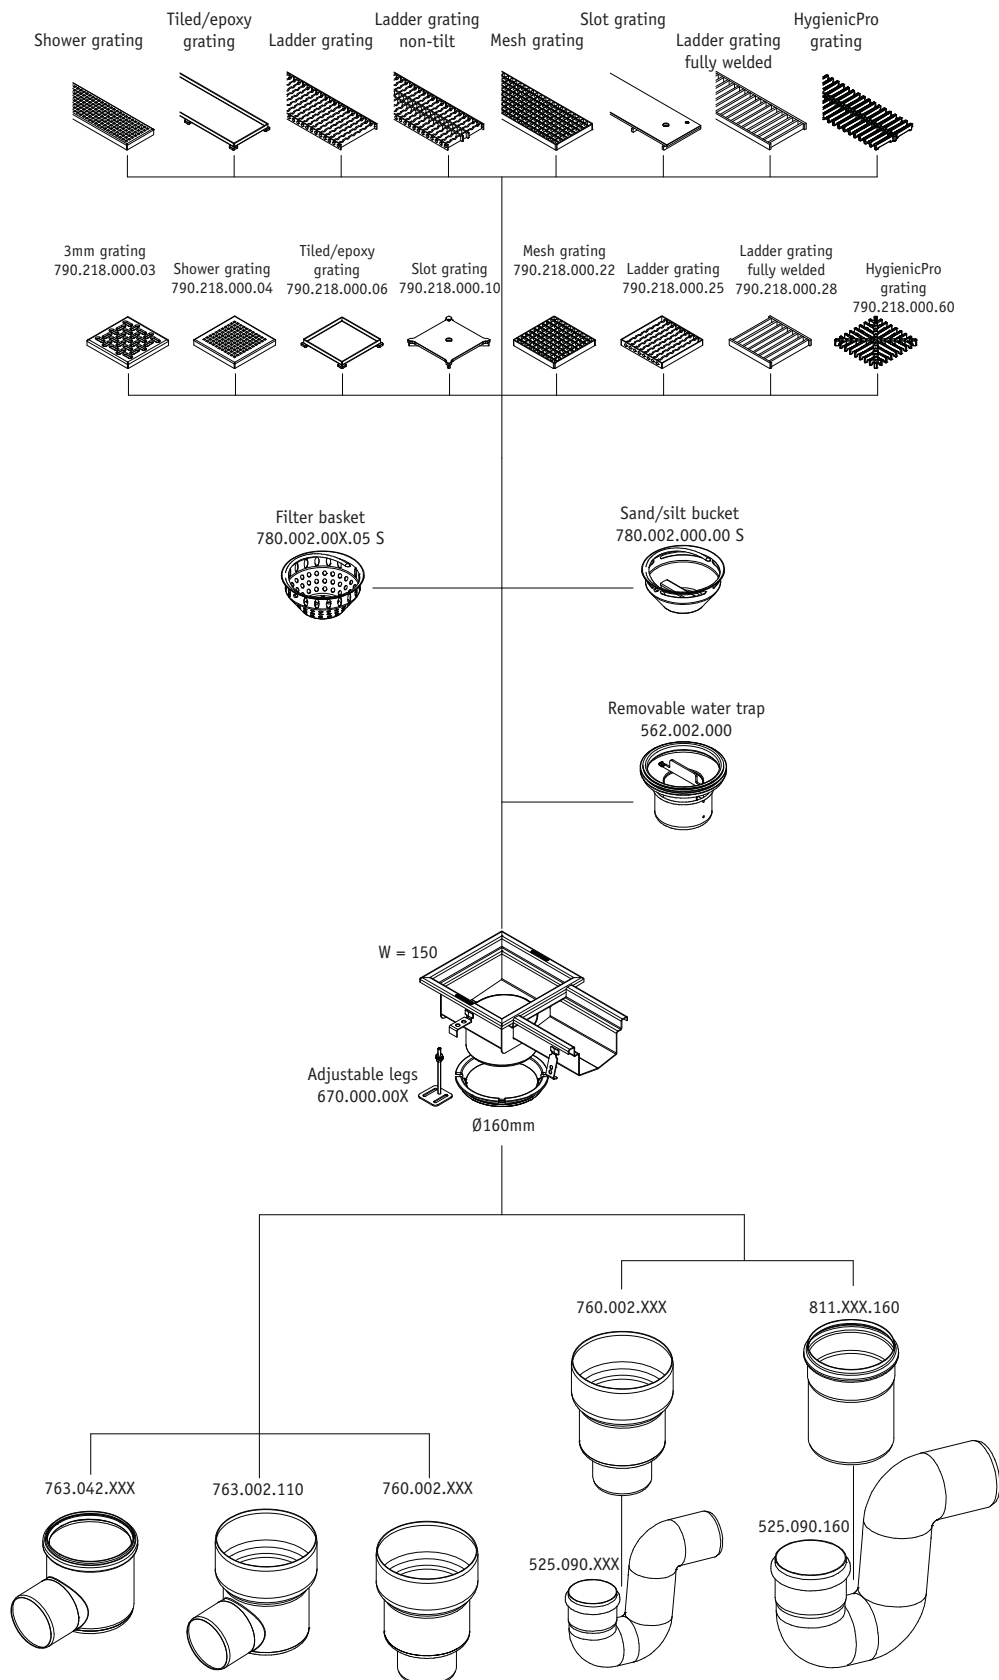 Shower grating
Tiled/epoxy
grating
Ladder grating
Ladder grating
non-tilt
Mesh grating
Slot grating
Ladder grating
fully welded
HygienicPro
grating
3mm grating
790.218.000.03
Shower grating
790.218.000.04
Tiled/epoxy
grating
790.218.000.06
Slot grating
790.218.000.10
Mesh grating
790.218.000.22
Ladder grating
790.218.000.25
Ladder grating
fully welded
790.218.000.28
HygienicPro
grating
790.218.000.60
Filter basket
780.002.00X.05 S
Sand/silt bucket
780.002.000.00 S
Removable water trap
562.002.000
W = 150
Adjustable legs
670.000.00X
Ø160mm
760.002.XXX
811.XXX.160
763.042.XXX
763.002.110
760.002.XXX
525.090.XXX
525.090.160